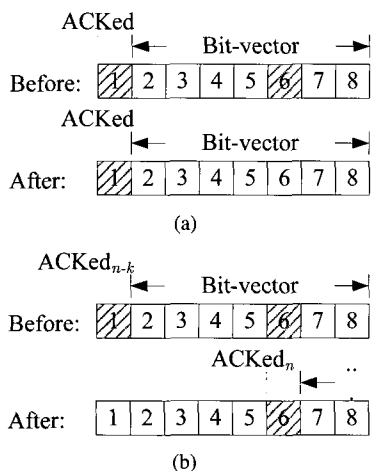 ACKed
Bit-vector
Before: 1 2 3 4 5 6 7 8
ACKed
Bit-vector
After: 1 2 3 4 5 6 7 8
(a)
ACKedₙ₋ₖ
Bit-vector
Before: 1 2 3 4 5 6 7 8
ACKedₙ
After: 1 2 3 4 5 6 7 8
(b)